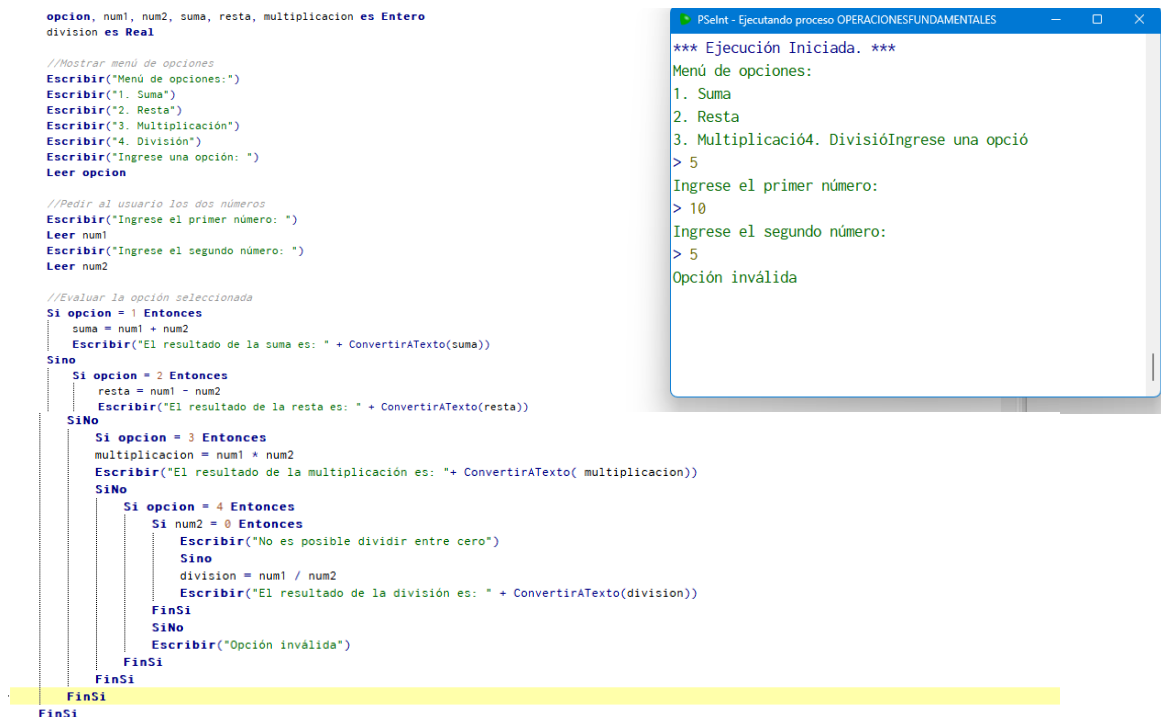 opcion, num1, num2, suma, resta, multiplicacion es Entero
division es Real
//Mostrar menú de opciones
Escribir("Menú de opciones:")
Escribir("1. Suma")
Escribir("2. Resta")
Escribir("3. Multiplicación")
Escribir("4. División")
Escribir("Ingrese una opción: ")
Leer opcion
//Pedir al usuario los dos números
Escribir("Ingrese el primer número: ")
Leer num1
Escribir("Ingrese el segundo número: ")
Leer num2
//Evaluar la opción seleccionada
Si opcion = 1 Entonces
suma = num1 + num2
Escribir("El resultado de la suma es: " + ConvertirATexto(suma))
Sino
Si opcion = 2 Entonces
resta = num1 - num2
Escribir("El resultado de la resta es: " + ConvertirATexto(resta))
SiNo
Si opcion = 3 Entonces
multiplicacion = num1 * num2
Escribir("El resultado de la multiplicación es: "+ ConvertirATexto( multiplicacion))
SiNo
Si opcion = 4 Entonces
Si num2 = 0 Entonces
Escribir("No es posible dividir entre cero")
Sino
division = num1 / num2
Escribir("El resultado de la división es: " + ConvertirATexto(division))
FinSi
SiNo
Escribir("Opción inválida")
FinSi
FinSi
FinSi
FinSi
PSeInt - Ejecutando proceso OPERACIONESFUNDAMENTALES
*** Ejecución Iniciada. ***
Menú de opciones:
1. Suma
2. Resta
3. Multiplicació4. DivisióIngrese una opció
> 5
Ingrese el primer número:
> 10
Ingrese el segundo número:
> 5
Opción inválida